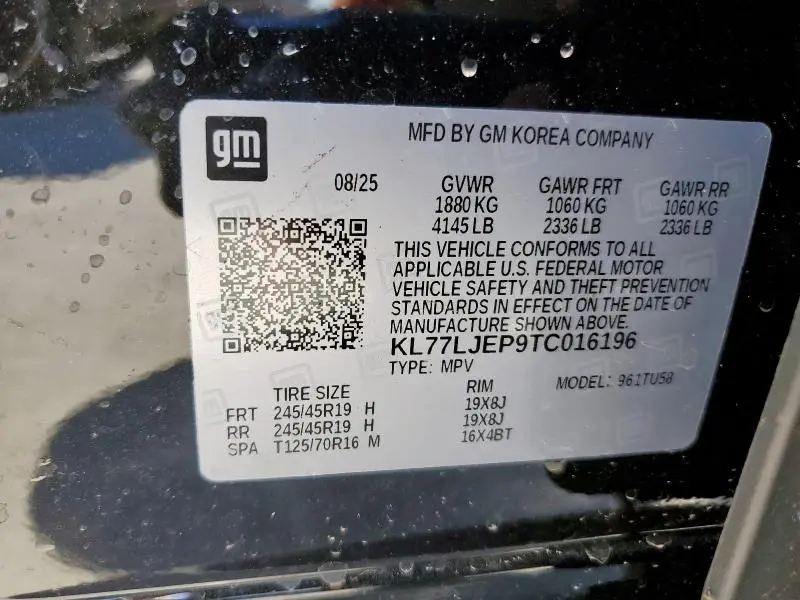 gm
MFD BY GM KOREA COMPANY
08/25 GVWR GAWR FRT GAWR RR
1880 KG 1060 KG 1060 KG
4145 LB 2336 LB 2336 LB
THIS VEHICLE CONFORMS TO ALL
APPLICABLE U.S. FEDERAL MOTOR
VEHICLE SAFETY AND THEFT PREVENTION
STANDARDS IN EFFECT ON THE DATE OF
MANUFACTURE SHOWN ABOVE.
KL77LJEP9TC016196
TYPE: MPV MODEL: 961TU58
TIRE SIZE RIM
FRT 245/45R19 H 19X8J
RR 245/45R19 H 19X8J
SPA T125/70R16 M 16X4BT